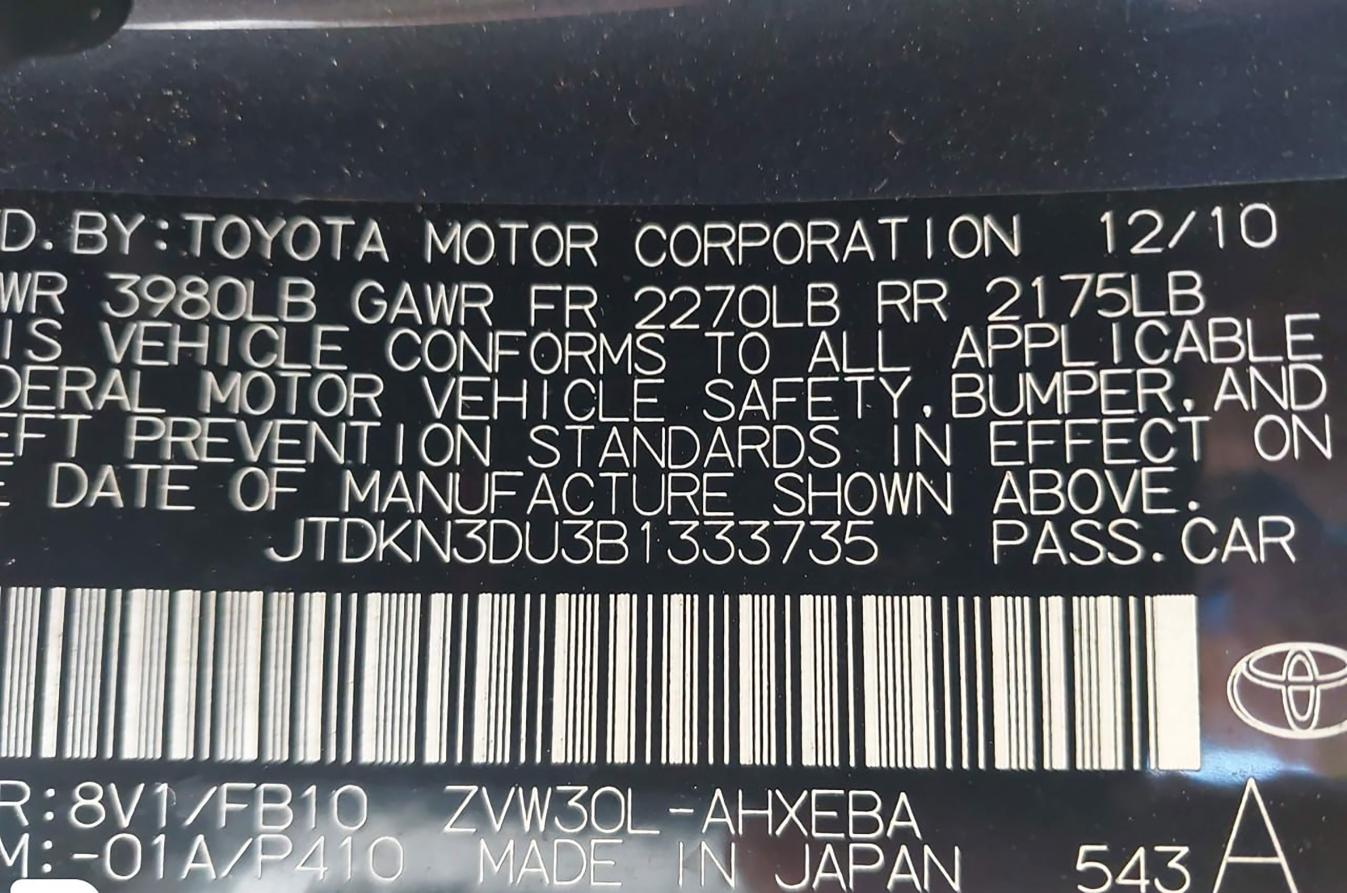 D. BY: TOYOTA MOTOR CORPORATION 12/10
WR 3980LB GAWR FR 2270LB RR 2175LB
IS VEHICLE CONFORMS TO ALL APPLICABLE
DERAL MOTOR VEHICLE SAFETY, BUMPER, AND
EFT PREVENTION STANDARDS IN EFFECT ON
E DATE OF MANUFACTURE SHOWN ABOVE.
JTDKN3DU3B1333735 PASS. CAR
R: 8V1/FB10 ZVW30L-AHXEBA A
M: -01A/P410 MADE IN JAPAN 543